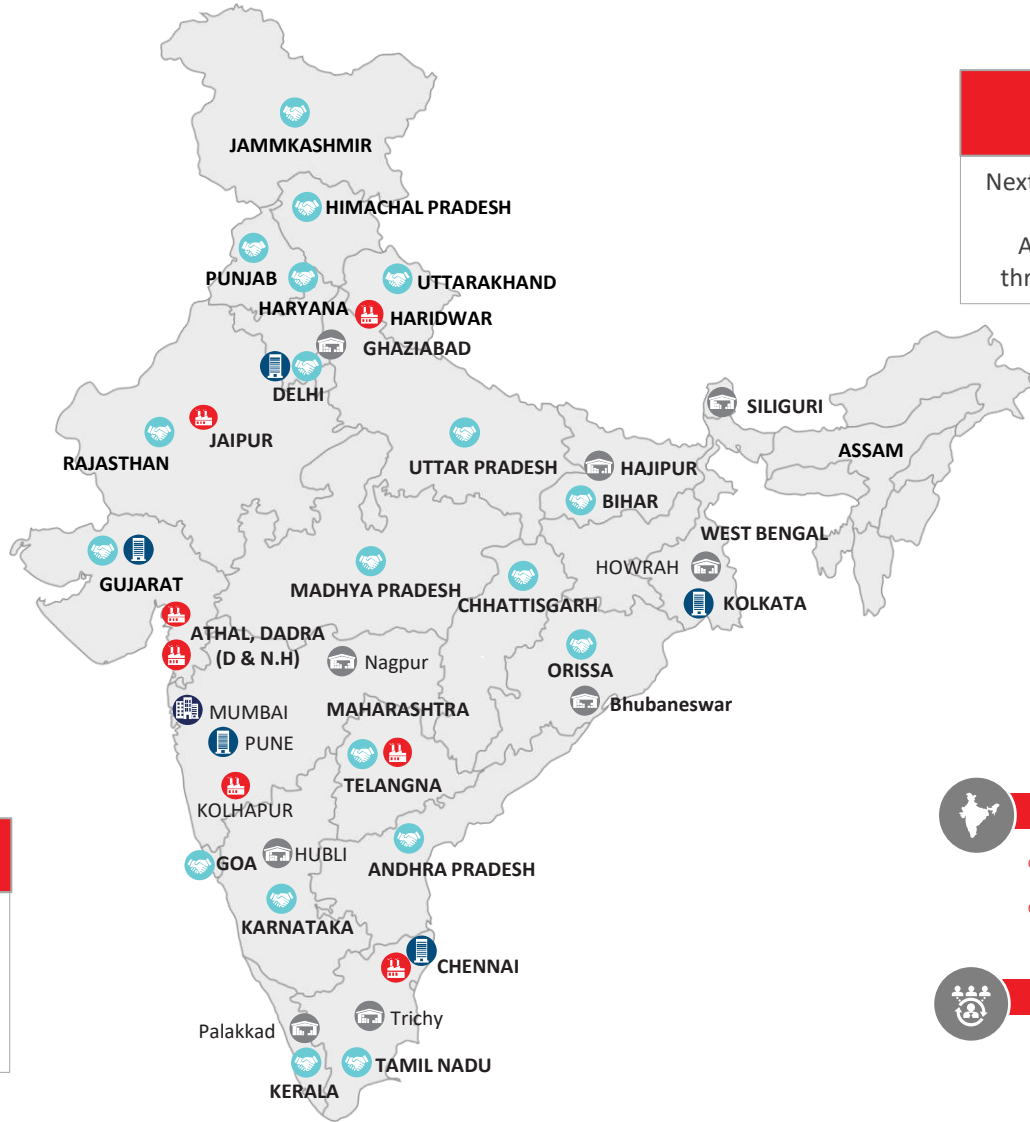 JAMMKASHMIR
HIMACHAL PRADESH
PUNJAB
UTTARAKHAND
HARYANA
HARIDWAR
GHAZIABAD
DELHI
JAIPUR
RAJASTHAN
UTTAR PRADESH
SILIGURI
ASSAM
HAJIPUR
BIHAR
WEST BENGAL
HOWRAH
KOLKATA
GUJARAT
MADHYA PRADESH
CHHATTISGARH
ATHAL, DADRA
(D & N.H)
Nagpur
ORISSA
Bhubaneswar
MUMBAI
MAHARASHTRA
PUNE
TELANGNA
KOLHAPUR
GOA
HUBLI
ANDHRA PRADESH
KARNATAKA
CHENNAI
Palakkad
Trichy
TAMIL NADU
KERALA
Next
A
thr